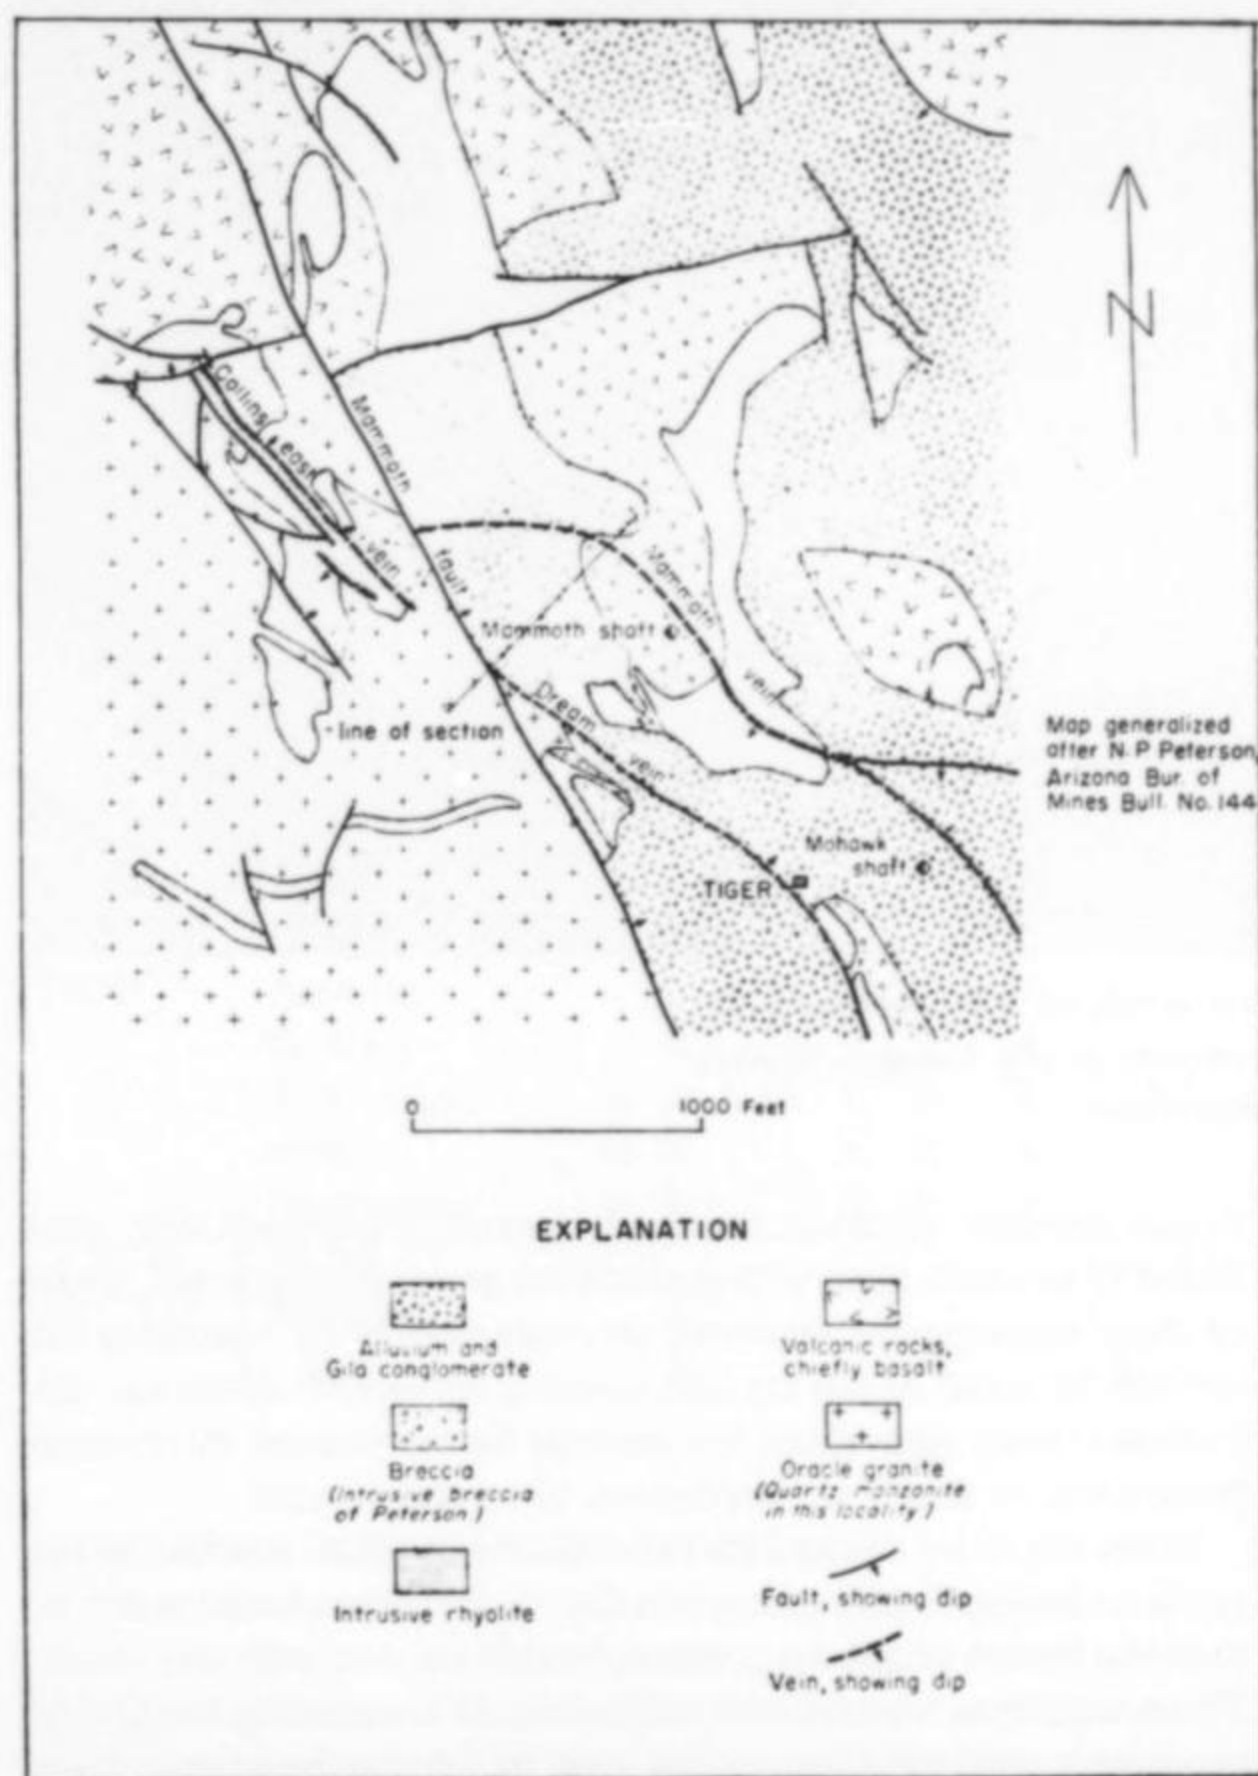 N
Collins
east
vein
Mammoth
fault
Mammoth
vein
Mammoth shaft
Dream
vein
line of section
Mohawk
shaft
TIGER
Map generalized
after N. P. Peterson,
Arizona Bur. of
Mines Bull. No. 144
0 1000 Feet
EXPLANATION
Alluvium and
Gila conglomerate
Volcanic rocks,
chiefly basalt
Breccia
(Intrusive breccia
of Peterson.)
Oracle granite
(Quartz monzonite
in this locality.)
Intrusive rhyolite
Fault, showing dip
Vein, showing dip